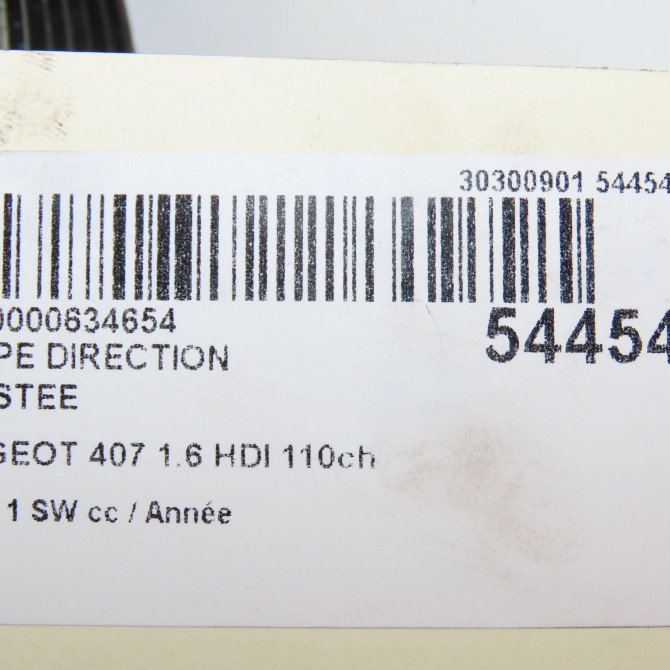 30300901 54454
0000634654
54454
PE DIRECTION
STEE
GEOT 407 1.6 HDI 110ch
1 SW cc / Année